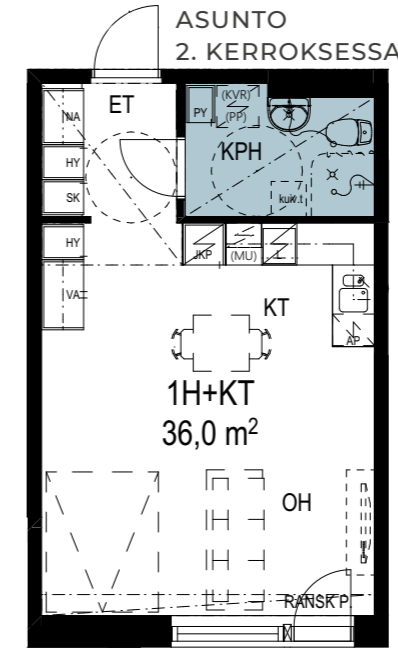 ASUNTO
2. KERROKSESSA
ET
NA
HY
SK
PY
(KVR)
(PP)
KPH
kuiv.t
HY
VA
JKP
(MU)
L
KT
AP
1H+KT
36,0 m²
OH
RANSK P.